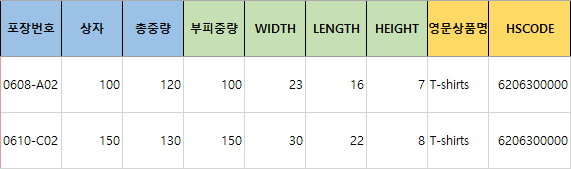 포장번호 상자 총중량 부피중량 WIDTH LENGTH HEIGHT 영문상품명 HSCODE
0608-A02 100 120 100 23 16 7 T-shirts 6206300000
0610-C02 150 130 150 30 22 8 T-shirts 6206300000